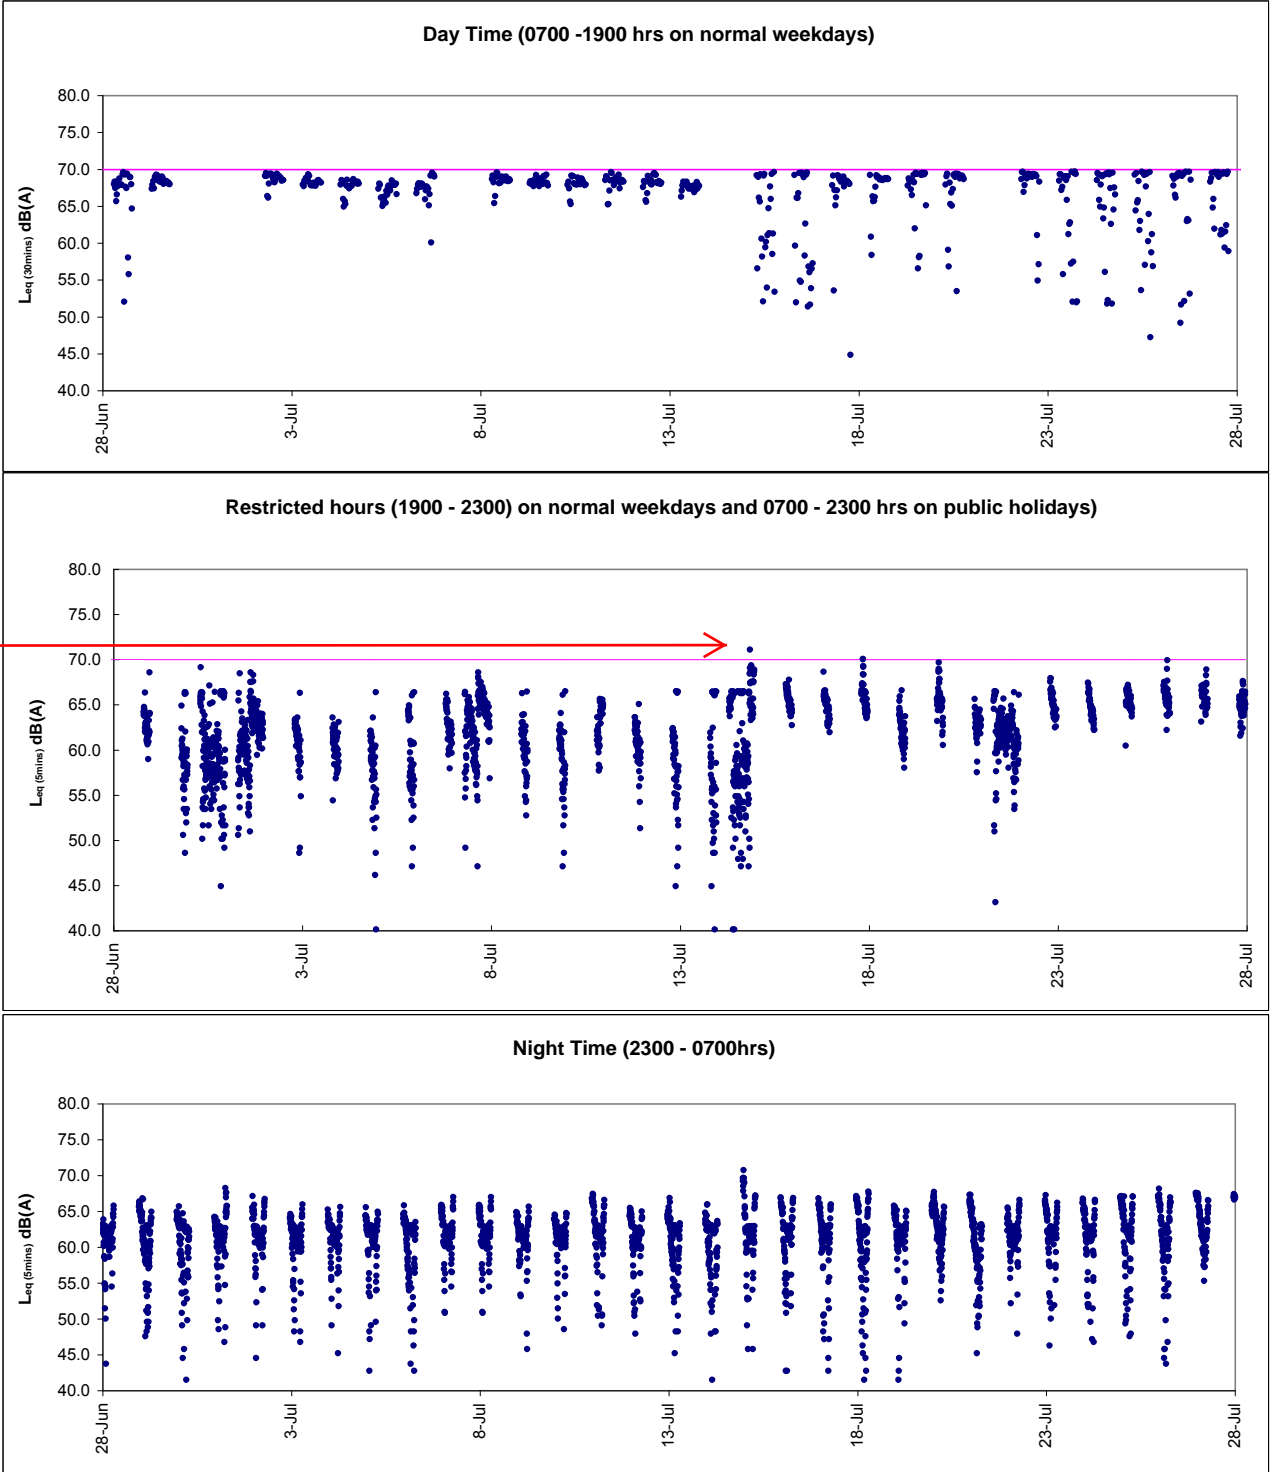 Day Time (0700 -1900 hrs on normal weekdays)
80.0
75.0
70.0
65.0
60.0
55.0
50.0
45.0
40.0
Leq (30mins) dB(A)
28-Jun
3-Jul
8-Jul
13-Jul
18-Jul
23-Jul
28-Jul
Restricted hours (1900 - 2300) on normal weekdays and 0700 - 2300 hrs on public holidays)
80.0
75.0
70.0
65.0
60.0
55.0
50.0
45.0
40.0
Leq (5mins) dB(A)
28-Jun
3-Jul
8-Jul
13-Jul
18-Jul
23-Jul
28-Jul
Night Time (2300 - 0700hrs)
80.0
75.0
70.0
65.0
60.0
55.0
50.0
45.0
40.0
Leq (5mins) dB(A)
28-Jun
3-Jul
8-Jul
13-Jul
18-Jul
23-Jul
28-Jul